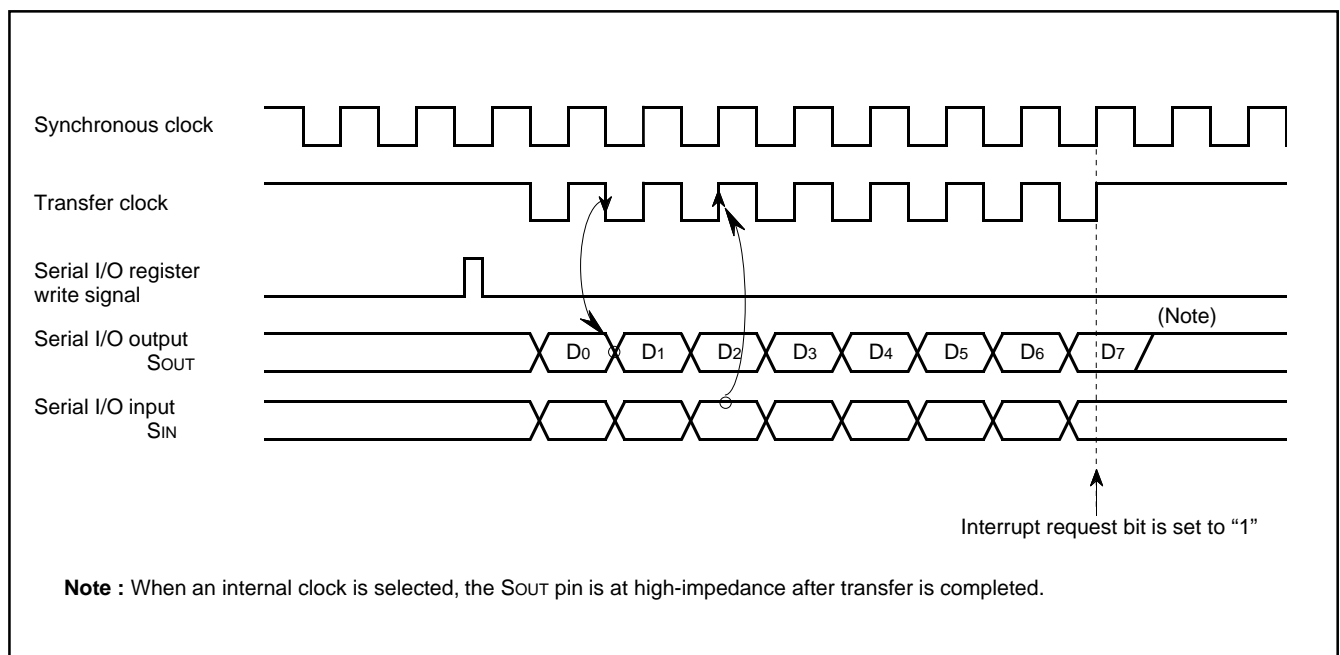 Synchronous clock
Transfer clock
Serial I/O register
write signal
(Note)
Serial I/O output
SOUT
D0 D1 D2 D3 D4 D5 D6 D7
Serial I/O input
SIN
Interrupt request bit is set to “1”
Note : When an internal clock is selected, the SOUT pin is at high-impedance after transfer is completed.